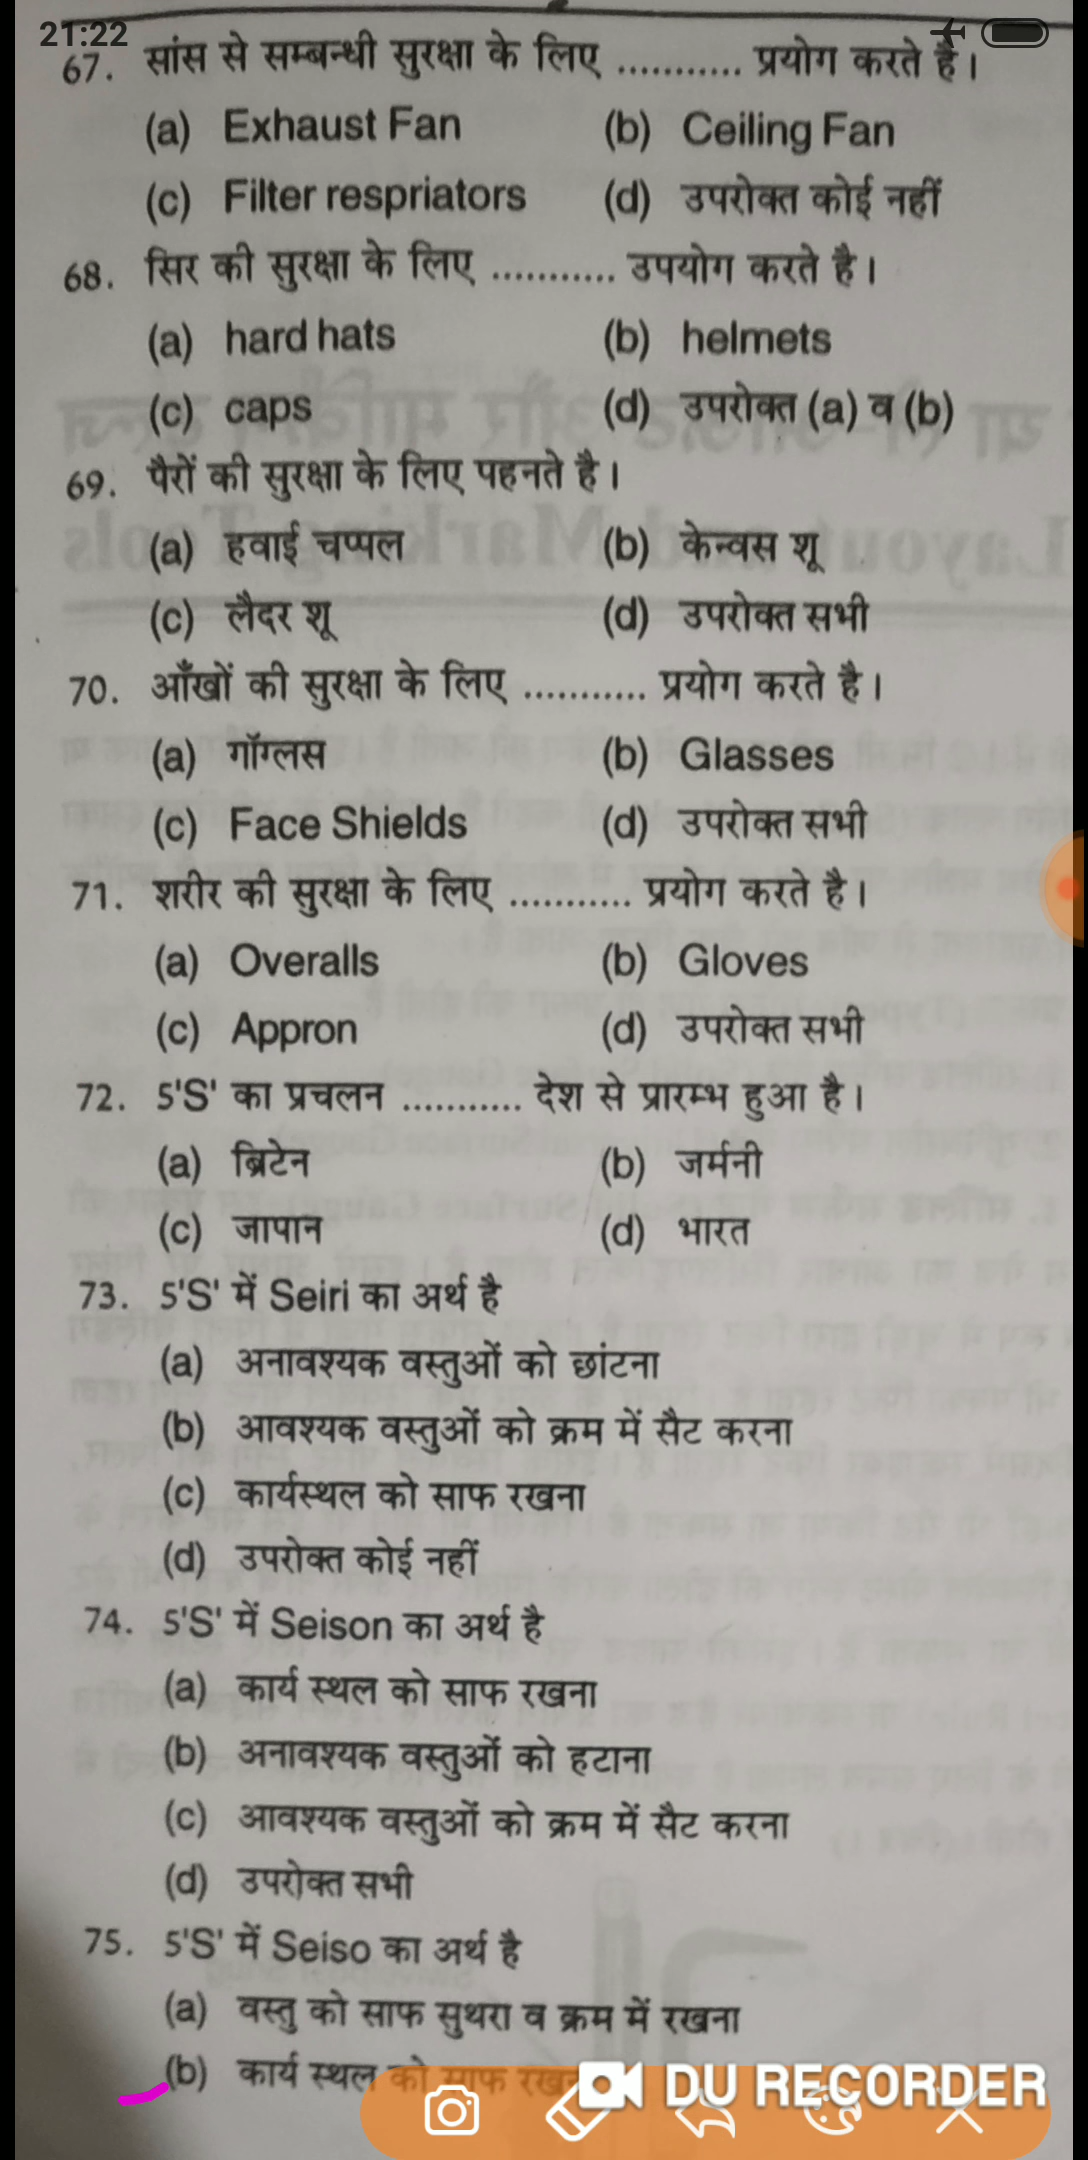 21:22
67. सांस से सम्बन्धी सुरक्षा के लिए ........... प्रयोग करते है।
(a) Exhaust Fan (b) Ceiling Fan
(c) Filter respriators (d) उपरोक्त कोई नहीं
68. सिर की सुरक्षा के लिए ........... उपयोग करते है।
(a) hard hats (b) helmets
(c) caps (d) उपरोक्त (a) व (b)
69. पैरों की सुरक्षा के लिए पहनते है।
(a) हवाई चप्पल (b) केन्वस शू
(c) लैदर शू (d) उपरोक्त सभी
70. आँखों की सुरक्षा के लिए ........... प्रयोग करते है।
(a) गॉग्लस (b) Glasses
(c) Face Shields (d) उपरोक्त सभी
71. शरीर की सुरक्षा के लिए ........... प्रयोग करते है।
(a) Overalls (b) Gloves
(c) Appron (d) उपरोक्त सभी
72. 5'S' का प्रचलन ........... देश से प्रारम्भ हुआ है।
(a) ब्रिटेन (b) जर्मनी
(c) जापान (d) भारत
73. 5'S' में Seiri का अर्थ है
(a) अनावश्यक वस्तुओं को छांटना
(b) आवश्यक वस्तुओं को क्रम में सैट करना
(c) कार्यस्थल को साफ रखना
(d) उपरोक्त कोई नहीं
74. 5'S' में Seison का अर्थ है
(a) कार्य स्थल को साफ रखना
(b) अनावश्यक वस्तुओं को हटाना
(c) आवश्यक वस्तुओं को क्रम में सैट करना
(d) उपरोक्त सभी
75. 5'S' में Seiso का अर्थ है
(a) वस्तु को साफ सुथरा व क्रम में रखना
(b) कार्य स्थल को साफ
DU RECORDER